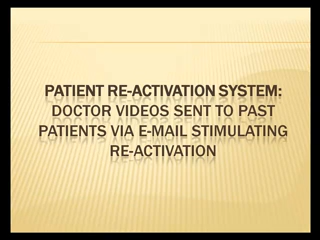 PATIENT RE-ACTIVATION SYSTEM:
DOCTOR VIDEOS SENT TO PAST
PATIENTS VIA E-MAIL STIMULATING
RE-ACTIVATION